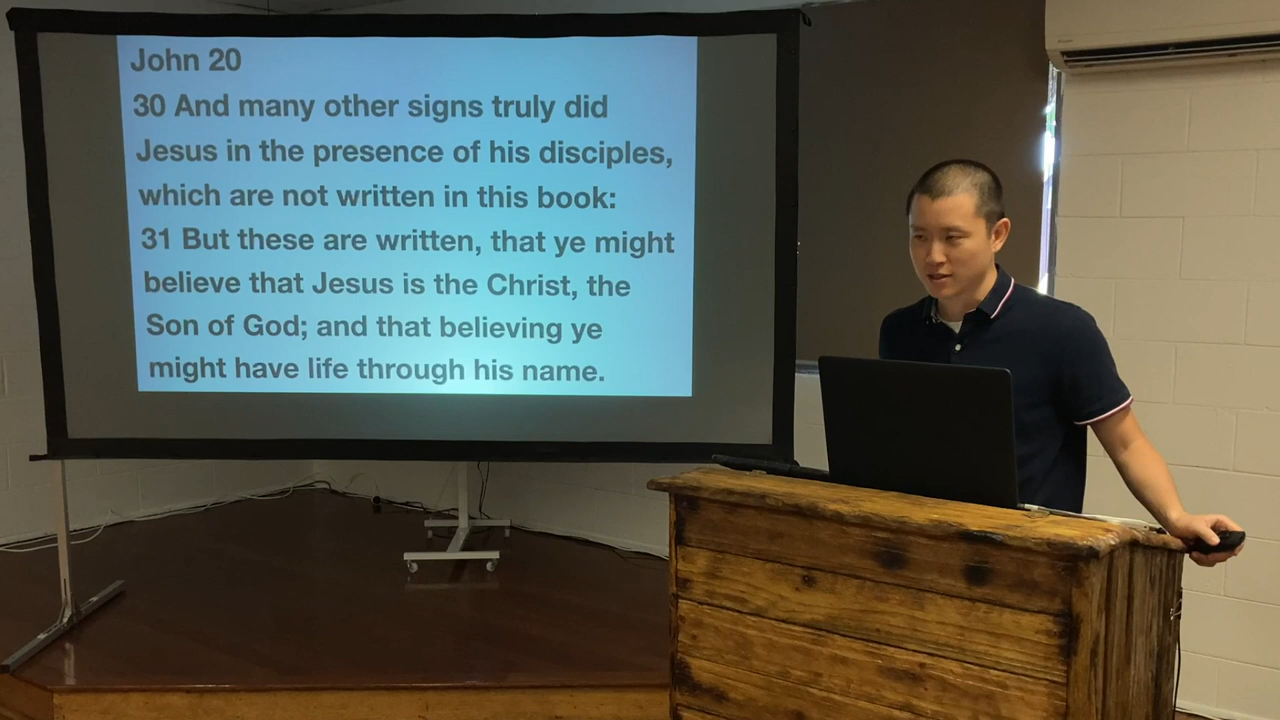 John 20
30 And many other signs truly did
Jesus in the presence of his disciples,
which are not written in this book:
31 But these are written, that ye might
believe that Jesus is the Christ, the
Son of God; and that believing ye
might have life through his name.